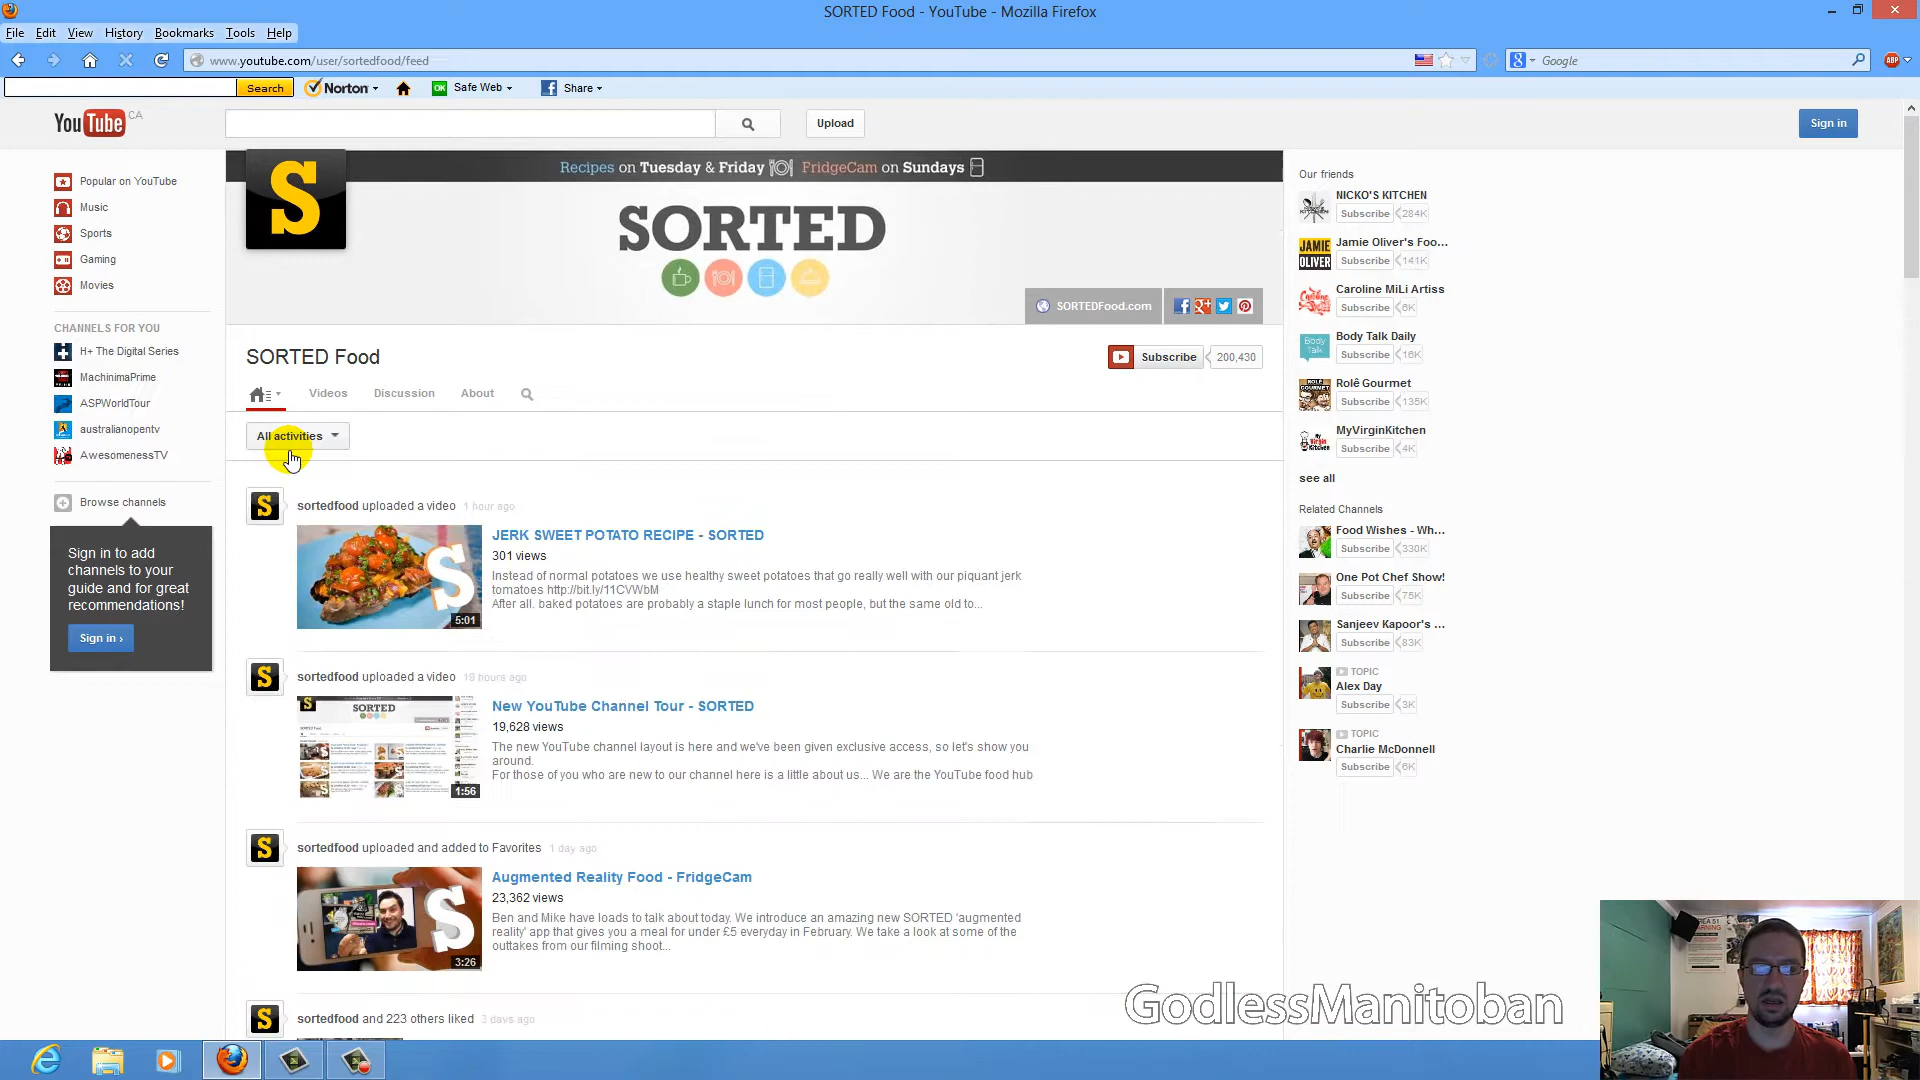 SORTED Food - YouTube - Mozilla Firefox
File Edit View History Bookmarks Tools Help
www.youtube.com/user/sortedfood/feed
Google
ABP
Search
Norton
OK Safe Web
Share
YouTube CA
Upload
Sign in
Popular on YouTube
Music
Sports
Gaming
Movies
CHANNELS FOR YOU
H+ The Digital Series
MachinimaPrime
ASPWorldTour
australianopentv
AwesomenessTV
Browse channels
Sign in to add
channels to your
guide and for great
recommendations!
Sign in ›
S
Recipes on Tuesday & Friday FridgeCam on Sundays
SORTED
SORTEDFood.com
SORTED Food
Subscribe 200,430
Videos Discussion About
All activities
S
sortedfood uploaded a video 1 hour ago
JERK SWEET POTATO RECIPE - SORTED
301 views
Instead of normal potatoes we use healthy sweet potatoes that go really well with our piquant jerk
tomatoes http://bit.ly/11CVWbM
After all. baked potatoes are probably a staple lunch for most people, but the same old to...
S
5:01
S
sortedfood uploaded a video 19 hours ago
New YouTube Channel Tour - SORTED
19,628 views
The new YouTube channel layout is here and we've been given exclusive access, so let's show you
around.
For those of you who are new to our channel here is a little about us... We are the YouTube food hub
SORTED
1:56
S
sortedfood uploaded and added to Favorites 1 day ago
Augmented Reality Food - FridgeCam
23,362 views
Ben and Mike have loads to talk about today. We introduce an amazing new SORTED 'augmented
reality' app that gives you a meal for under £5 everyday in February. We take a look at some of the
outtakes from our filming shoot...
S
3:26
S
sortedfood and 223 others liked 3 days ago
Our friends
NICKO'S KITCHEN
Subscribe 284K
JAMIE
OLIVER
Jamie Oliver's Foo...
Subscribe 141K
Caroline MiLi Artiss
Subscribe 6K
Body
Talk
Body Talk Daily
Subscribe 16K
Rolê Gourmet
Subscribe 135K
MyVirginKitchen
Subscribe 4K
see all
Related Channels
Food Wishes - Wh...
Subscribe 330K
One Pot Chef Show!
Subscribe 75K
Sanjeev Kapoor's ...
Subscribe 83K
TOPIC
Alex Day
Subscribe 3K
TOPIC
Charlie McDonnell
Subscribe 6K
GodlessManitoban